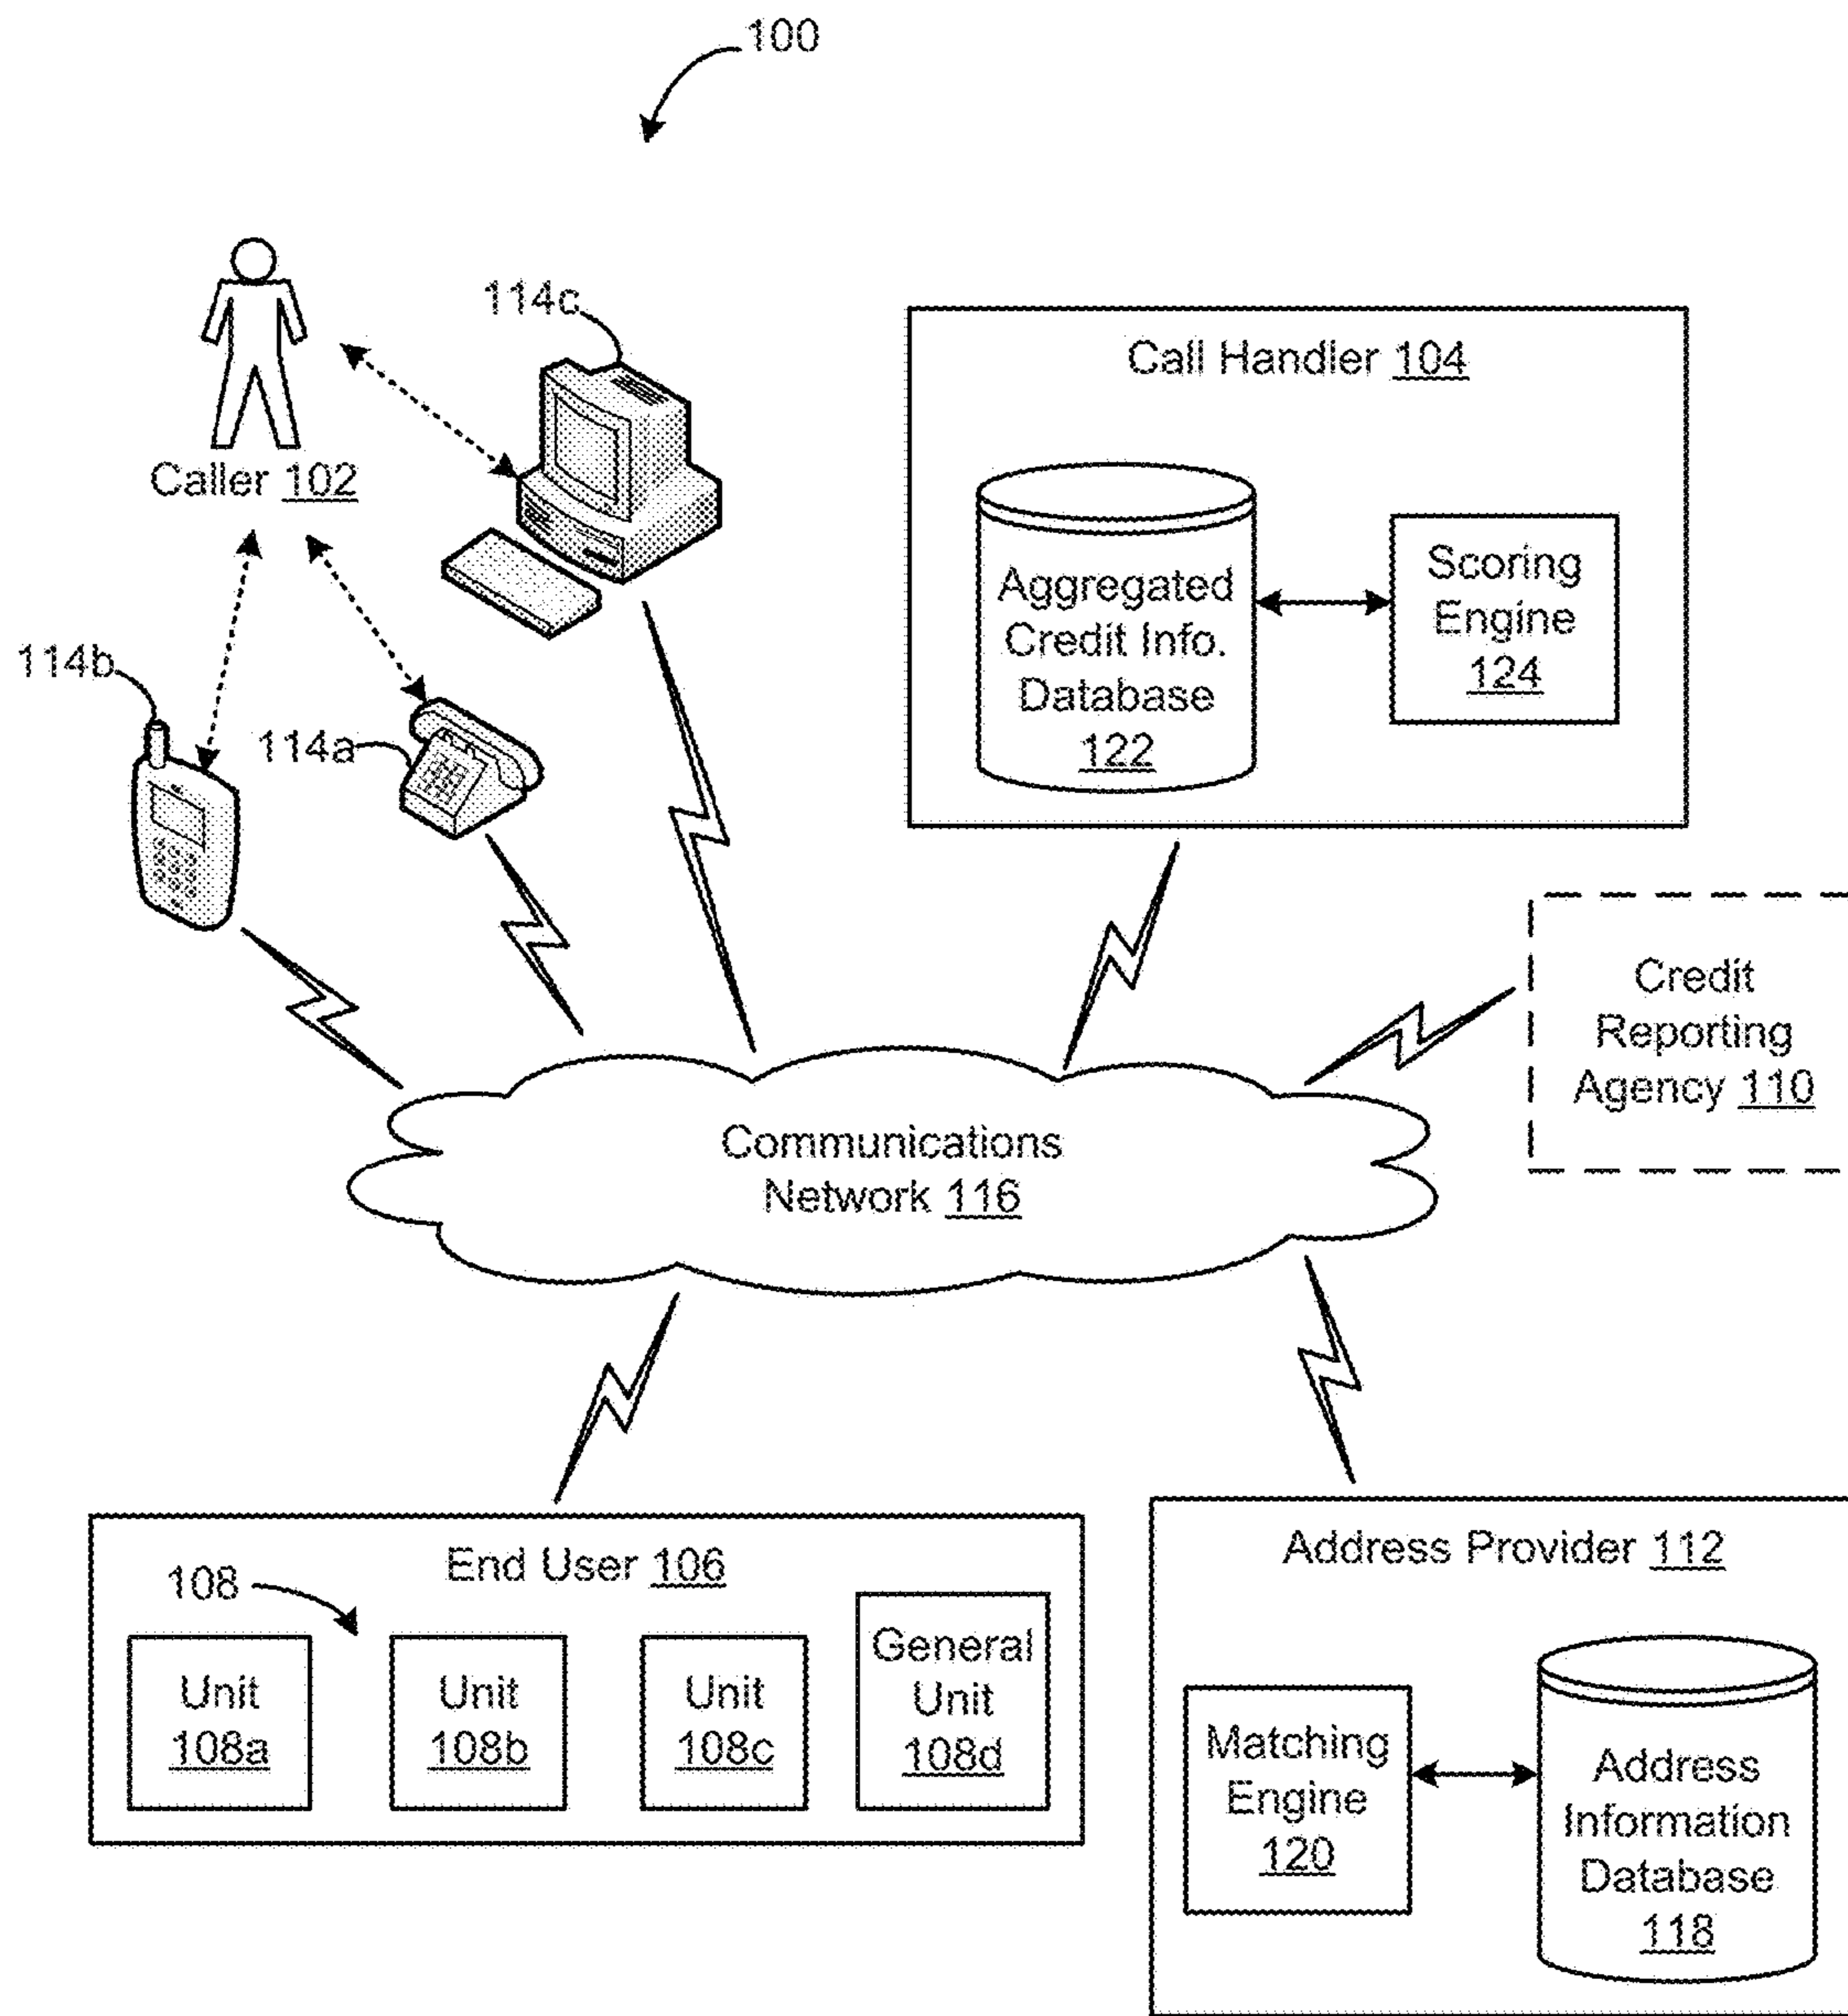 100
114c
Caller 102
114b
114a
Call Handler 104
Aggregated
Credit Info.
Database
122
Scoring
Engine
124
Credit
Reporting
Agency 110
Communications
Network 116
End User 106
108
Unit
108a
Unit
108b
Unit
108c
General
Unit
108d
Address Provider 112
Matching
Engine
120
Address
Information
Database
118